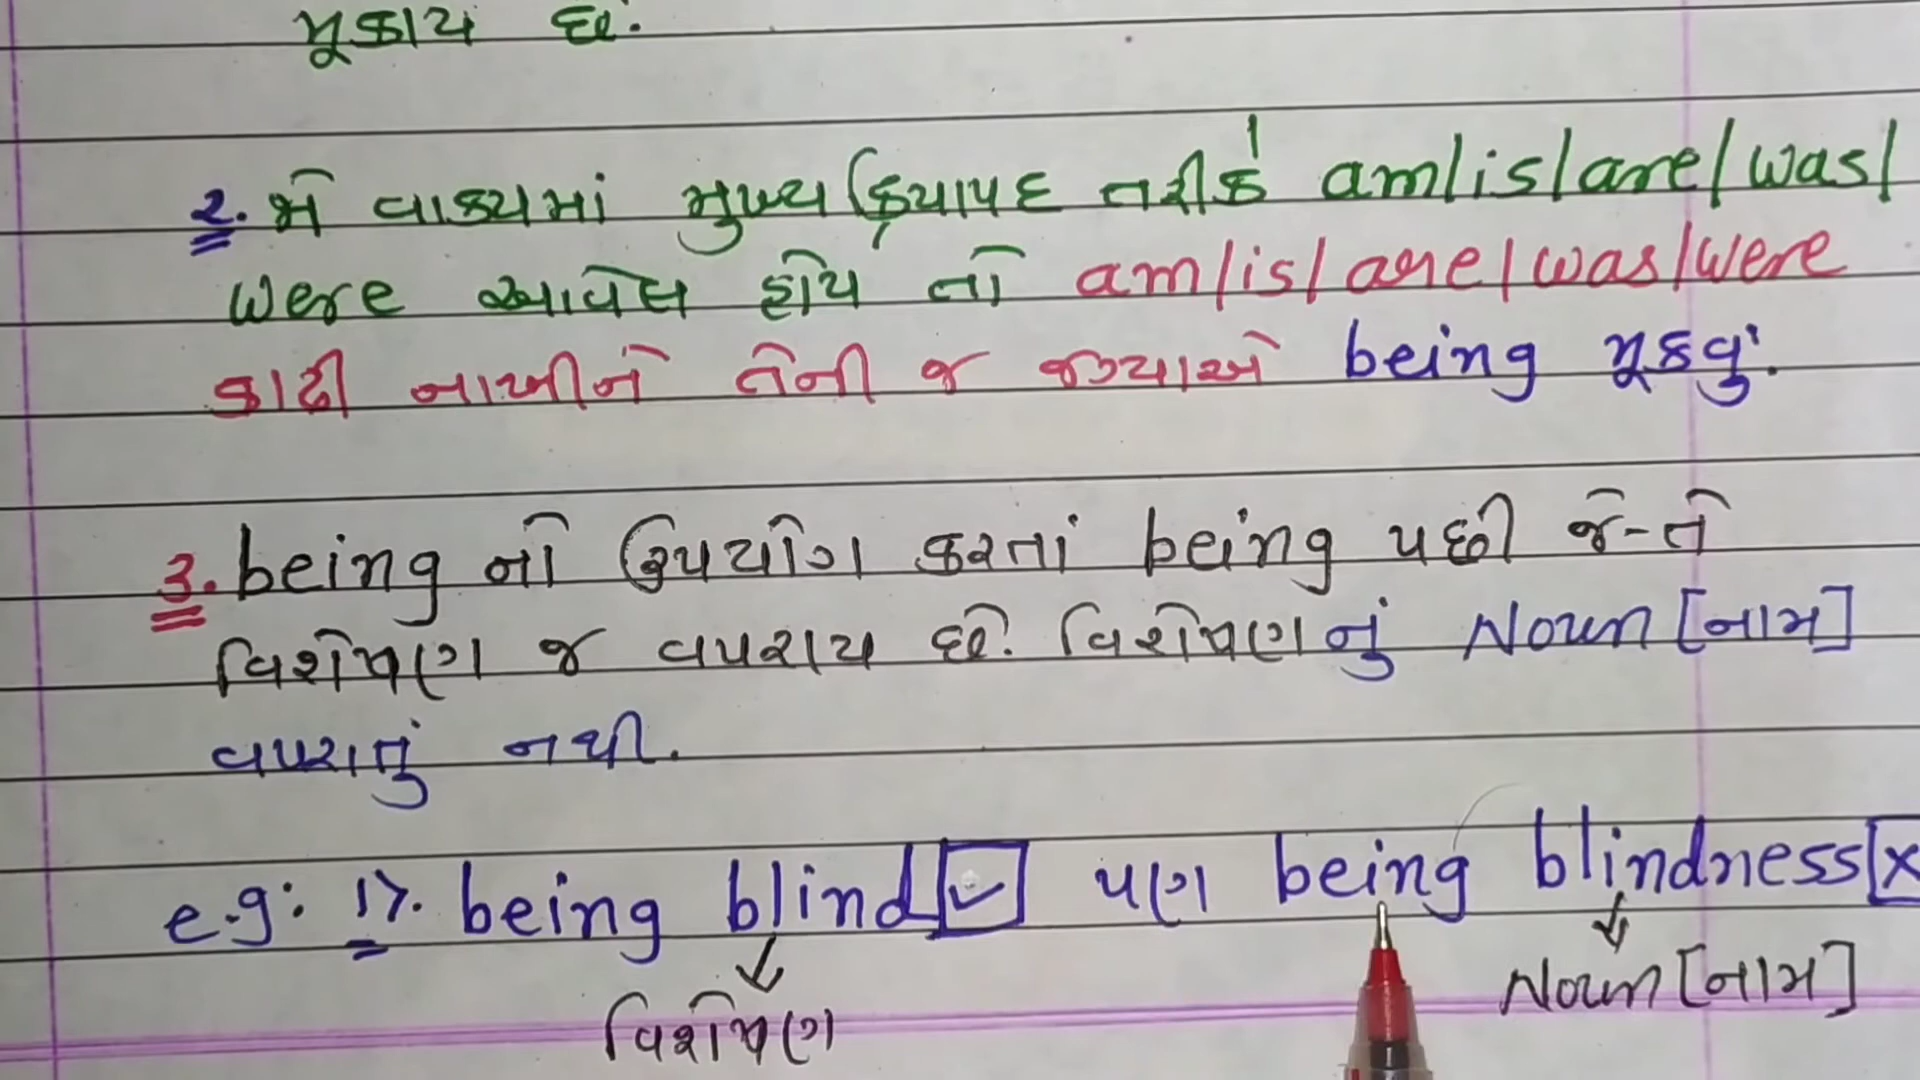 મૂકાય છે.
2. જો વાક્યમાં મુખ્ય ક્રિયાપદ તરીકે am/is/are/was/
were આવેલ હોય તો am/is/are/was/were
કાઢી નાખીને તેની જ જગ્યાએ being મૂકવું.
3. being નો ઉપયોગ કરતાં being પછી જે-તે
વિશેષણ જ વપરાય છે. વિશેષણનું Noun [નામ]
વપરાતું નથી.
e.g: 1>. being blind ✓ પણ being blindness x
વિશેષણ Noun [નામ]